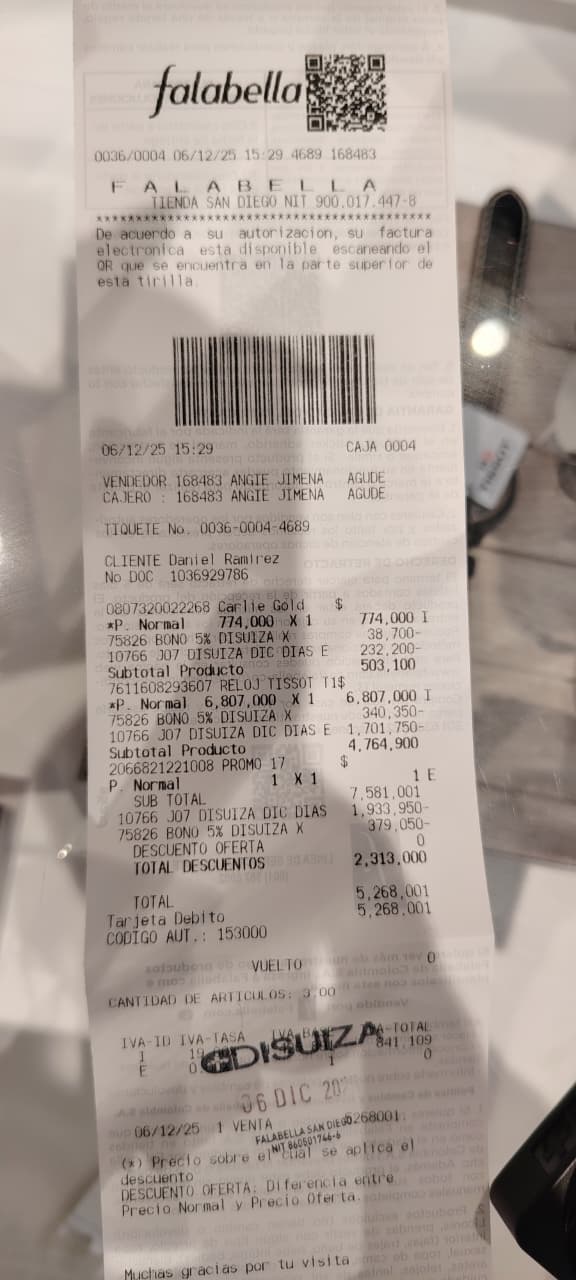 falabella
0036/0004 06/12/25 15:29 4689 168483
F A L A B E L L A
TIENDA SAN DIEGO NIT 900.017.447-8
****************************************
De acuerdo a su autorizacion, su factura
electronica esta disponible escaneando el
QR que se encuentra en la parte superior de
esta tirilla.
06/12/25 15:29 CAJA 0004
VENDEDOR 168483 ANGIE JIMENA AGUDE
CAJERO : 168483 ANGIE JIMENA AGUDE
TIQUETE No. 0036-0004-4689
CLIENTE Daniel Ramirez
No DOC 1036929786
0807320022268 Carlie Gold $
*P. Normal 774,000 X 1 774,000 I
75826 BONO 5% DISUIZA X 38,700-
10766 J07 DISUIZA DIC DIAS E 232,200-
Subtotal Producto 503,100
7611608293607 RELOJ TISSOT T1$
*P. Normal 6,807,000 X 1 6,807,000 I
75826 BONO 5% DISUIZA X 340,350-
10766 J07 DISUIZA DIC DIAS E 1,701,750-
Subtotal Producto 4,764,900
2066821221008 PROMO 17 $
P. Normal 1 X 1 1 E
SUB TOTAL 7,581,001
10766 J07 DISUIZA DIC DIAS 1,933,950-
75826 BONO 5% DISUIZA X 379,050-
DESCUENTO OFERTA 0
TOTAL DESCUENTOS 2,313,000
TOTAL 5,268,001
Tarjeta Debito 5,268,001
CODIGO AUT.: 153000
VUELTO 0
CANTIDAD DE ARTICULOS: 3.00
IVA-ID IVA-TASA A-TOTAL
I 19 841,109
E 0 1 0
DISUIZA
06 DIC 20
06/12/25 1 VENTA 5268001
FALABELLA SAN DIEGO
NIT 860501746-6
(*) Precio sobre el cual se aplica el
descuento
DESCUENTO OFERTA: Diferencia entre
Precio Normal y Precio Oferta.
Muchas gracias por tu visita